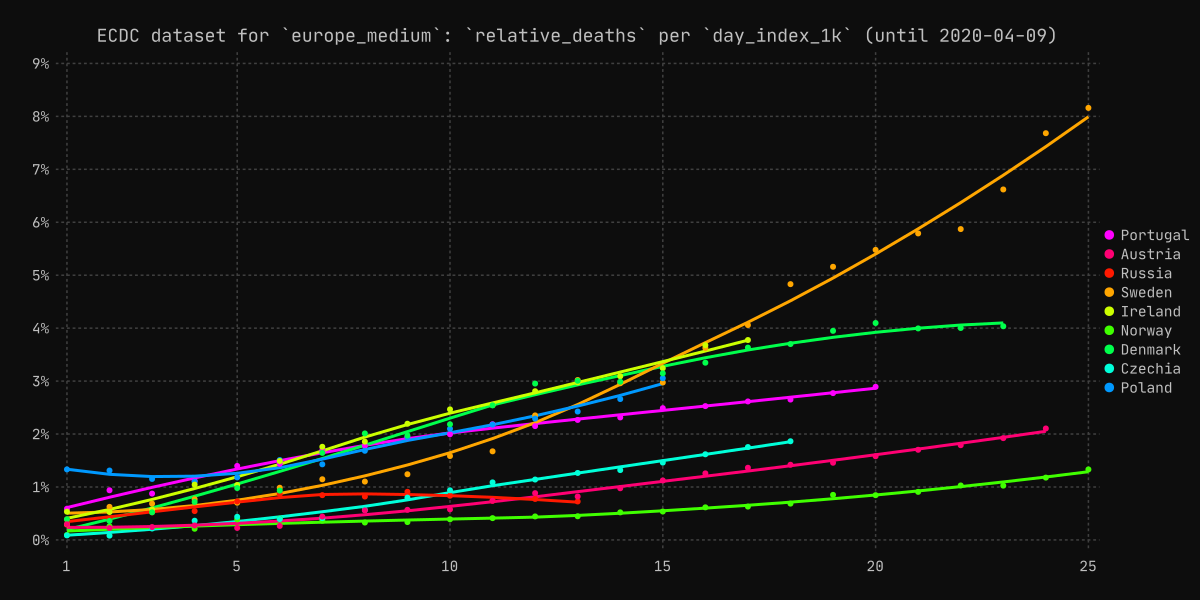 ECDC dataset for `europe_medium`: `relative_deaths` per `day_index_1k` (until 2020-04-09)
9%
8%
7%
6%
5%
4%
3%
2%
1%
0%
1 5 10 15 20 25
Portugal
Austria
Russia
Sweden
Ireland
Norway
Denmark
Czechia
Poland